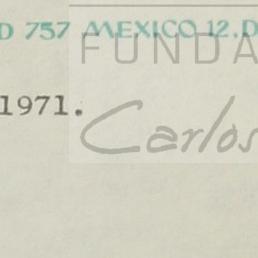 D 757 MEXICO 12, D
FUNDA
1971.
Carlos